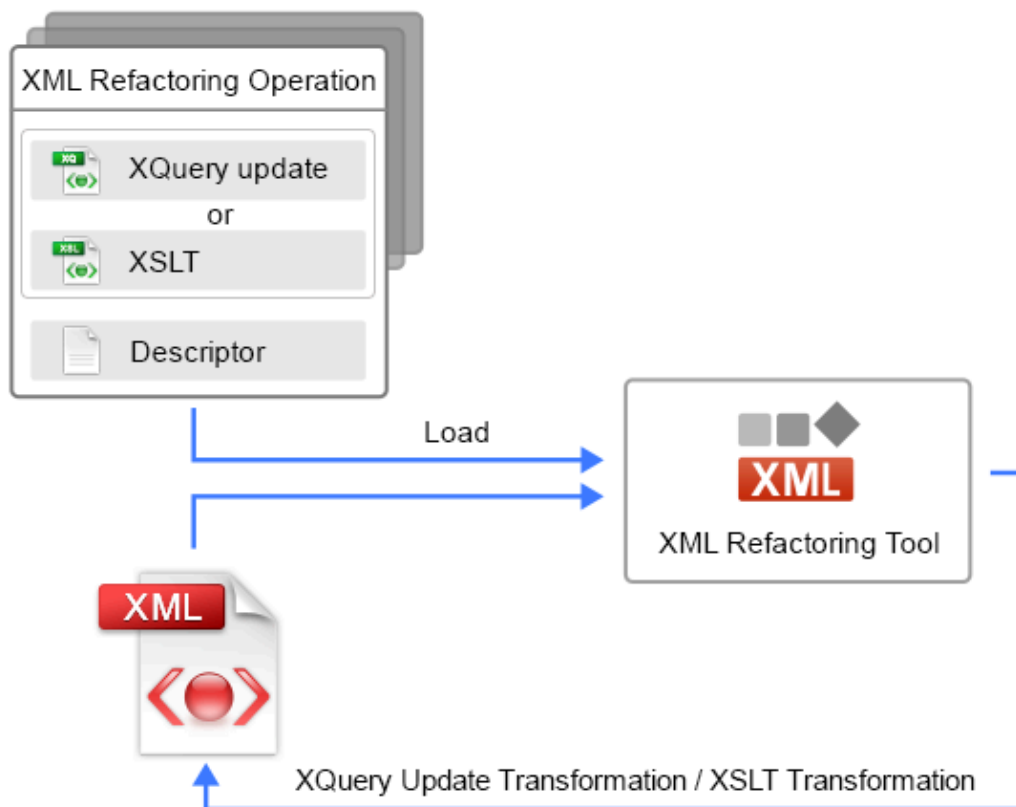 XML Refactoring Operation
XQ
XQuery update
or
XSL
XSLT
Descriptor
Load
XML
XML Refactoring Tool
XML
XQuery Update Transformation / XSLT Transformation